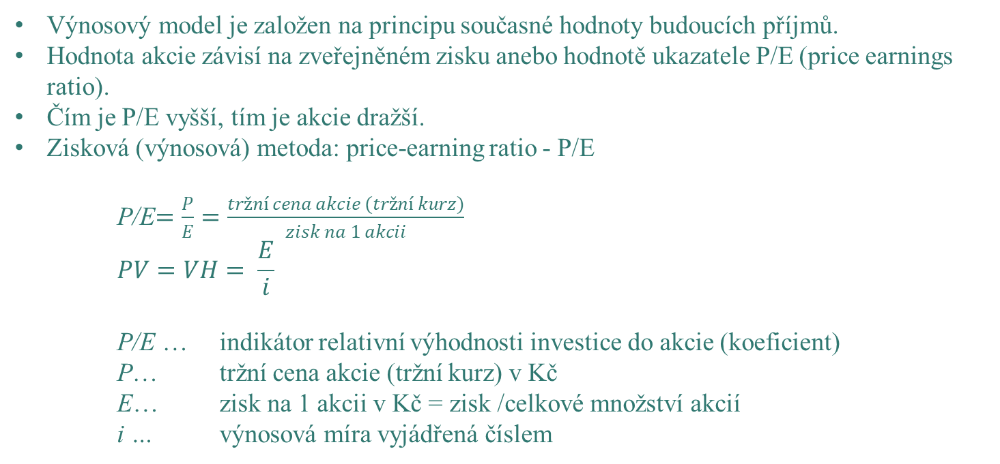 • Výnosový model je založen na principu současné hodnoty budoucích příjmů.
• Hodnota akcie závisí na zveřejněném zisku anebo hodnotě ukazatele P/E (price earnings
ratio).
• Čím je P/E vyšší, tím je akcie dražší.
• Zisková (výnosová) metoda: price-earning ratio - P/E
P/E= P/E = tržní cena akcie (tržní kurz)/zisk na 1 akcii
PV = VH = E/i
P/E … indikátor relativní výhodnosti investice do akcie (koeficient)
P… tržní cena akcie (tržní kurz) v Kč
E… zisk na 1 akcii v Kč = zisk /celkové množství akcií
i ... výnosová míra vyjádřená číslem